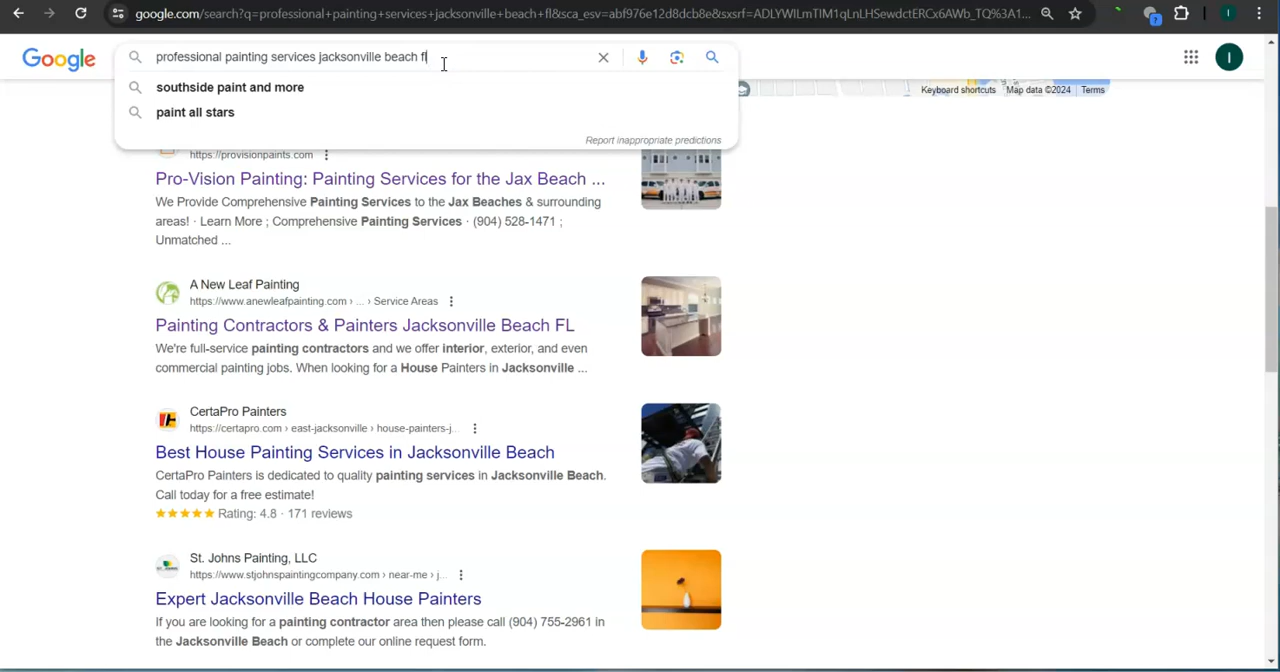 google.com/search?q=professional+painting+services+jacksonville+beach+fl&sca_esv=abf976e12d8dcb8e&sxsrf=ADLYWILmTIM1qLnLHSewdctERCx6AWb_TQ%3A1...
I
Google
professional painting services jacksonville beach fl
I
southside paint and more
Keyboard shortcuts
Map data ©2024
Terms
paint all stars
Report inappropriate predictions
https://provisionpaints.com
Pro-Vision Painting: Painting Services for the Jax Beach ...
We Provide Comprehensive Painting Services to the Jax Beaches & surrounding
areas! · Learn More ; Comprehensive Painting Services · (904) 528-1471 ;
Unmatched ...
A New Leaf Painting
https://www.anewleafpainting.com › ... › Service Areas
Painting Contractors & Painters Jacksonville Beach FL
We're full-service painting contractors and we offer interior, exterior, and even
commercial painting jobs. When looking for a House Painters in Jacksonville ...
CertaPro Painters
https://certapro.com › east-jacksonville › house-painters-j...
Best House Painting Services in Jacksonville Beach
CertaPro Painters is dedicated to quality painting services in Jacksonville Beach.
Call today for a free estimate!
Rating: 4.8 · 171 reviews
St. Johns Painting, LLC
https://www.stjohnspaintingcompany.com › near-me › j...
Expert Jacksonville Beach House Painters
If you are looking for a painting contractor area then please call (904) 755-2961 in
the Jacksonville Beach or complete our online request form.